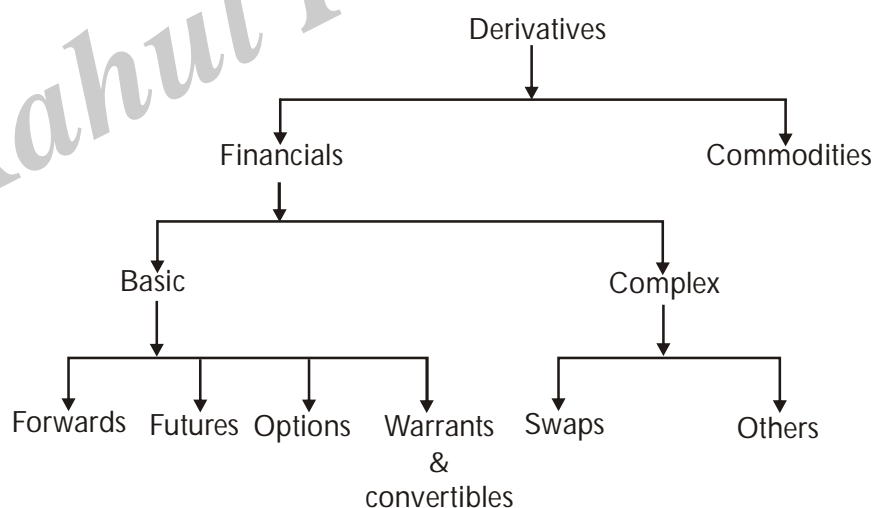 Derivatives
Financials
Commodities
Basic
Complex
Forwards
Futures
Options
Warrants
&
convertibles
Swaps
Others